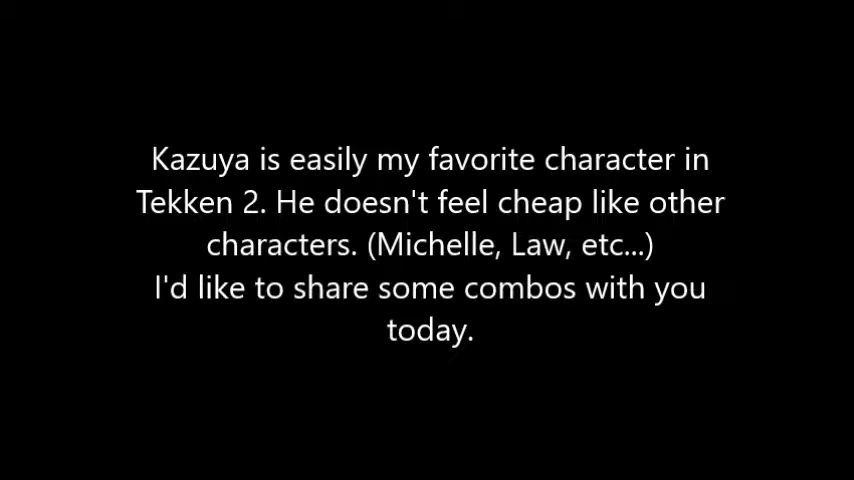 Kazuya is easily my favorite character in
Tekken 2. He doesn't feel cheap like other
characters. (Michelle, Law, etc...)
I'd like to share some combos with you
today.